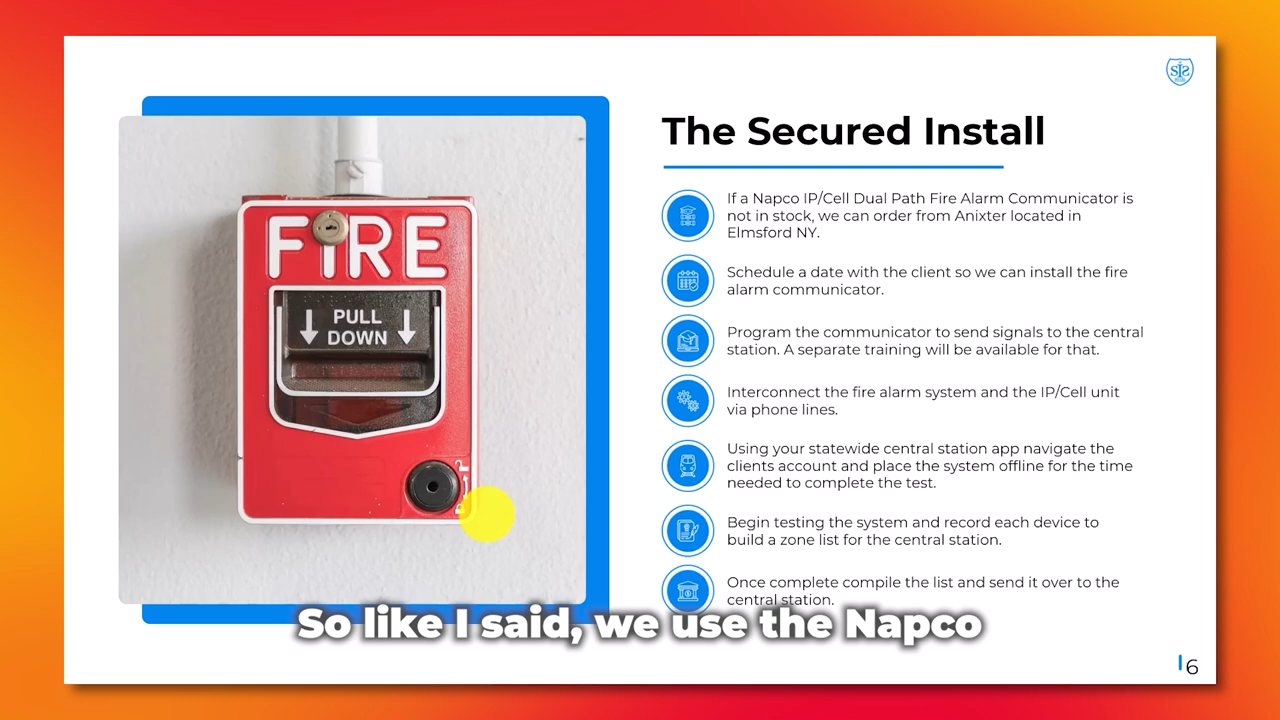 SIS
The Secured Install
If a Napco IP/Cell Dual Path Fire Alarm Communicator is
not in stock, we can order from Anixter located in
Elmsford NY.
Schedule a date with the client so we can install the fire
alarm communicator.
Program the communicator to send signals to the central
station. A separate training will be available for that.
Interconnect the fire alarm system and the IP/Cell unit
via phone lines.
Using your statewide central station app navigate the
clients account and place the system offline for the time
needed to complete the test.
Begin testing the system and record each device to
build a zone list for the central station.
Once complete compile the list and send it over to the
central station.
FIRE
PULL
DOWN
So like I said, we use the Napco
6